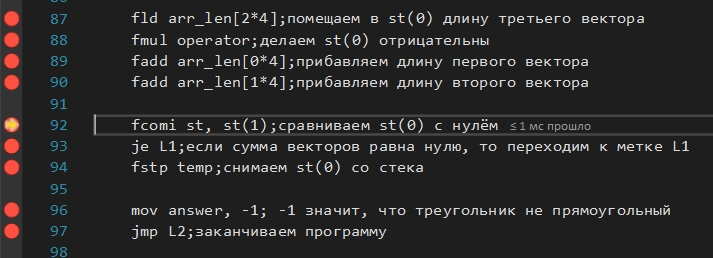 87 fld arr_len[2*4];помещаем в st(0) длину третьего вектора
88 fmul operator;делаем st(0) отрицательны
89 fadd arr_len[0*4];прибавляем длину первого вектора
90 fadd arr_len[1*4];прибавляем длину второго вектора
91
92 fcomi st, st(1);сравниваем st(0) с нулём ≤ 1 мс прошло
93 je L1;если сумма векторов равна нулю, то переходим к метке L1
94 fstp temp;снимаем st(0) со стека
95
96 mov answer, -1; -1 значит, что треугольник не прямоугольный
97 jmp L2;заканчиваем программу
98